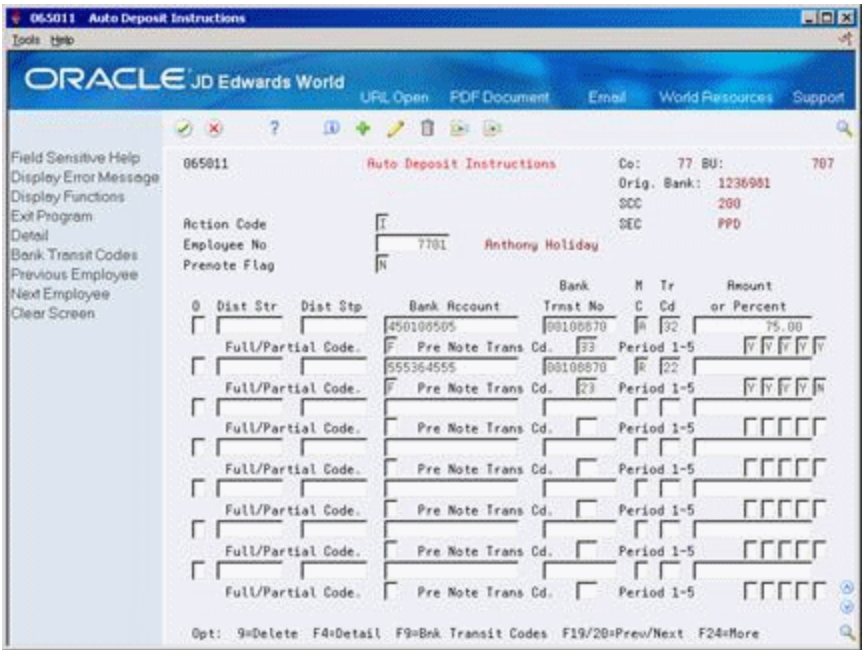 065011 Auto Deposit Instructions
Tools Help
ORACLE JD Edwards World
URL Open PDF Document Email World Resources Support
Field Sensitive Help
Display Error Message
Display Functions
Exit Program
Detail
Bank Transit Codes
Previous Employee
Next Employee
Clear Screen
065011 Auto Deposit Instructions Co: 77 BU: 707
Orig. Bank: 1236981
SCC 200
Action Code I SEC PPD
Employee No 7701 Anthony Holiday
Prenote Flag N
Bank M Tr Amount
O Dist Str Dist Stp Bank Account Trnst No C Cd or Percent
450108505 00108870 A 32 75.00
Full/Partial Code. F Pre Note Trans Cd. 33 Period 1-5 Y Y Y Y Y
555364555 00108870 R 22
Full/Partial Code. F Pre Note Trans Cd. 23 Period 1-5 Y Y Y Y N
Full/Partial Code. Pre Note Trans Cd. Period 1-5
Full/Partial Code. Pre Note Trans Cd. Period 1-5
Full/Partial Code. Pre Note Trans Cd. Period 1-5
Full/Partial Code. Pre Note Trans Cd. Period 1-5
Full/Partial Code. Pre Note Trans Cd. Period 1-5
Opt: 9=Delete F4=Detail F9=Bnk Transit Codes F19/20=Prev/Next F24=More